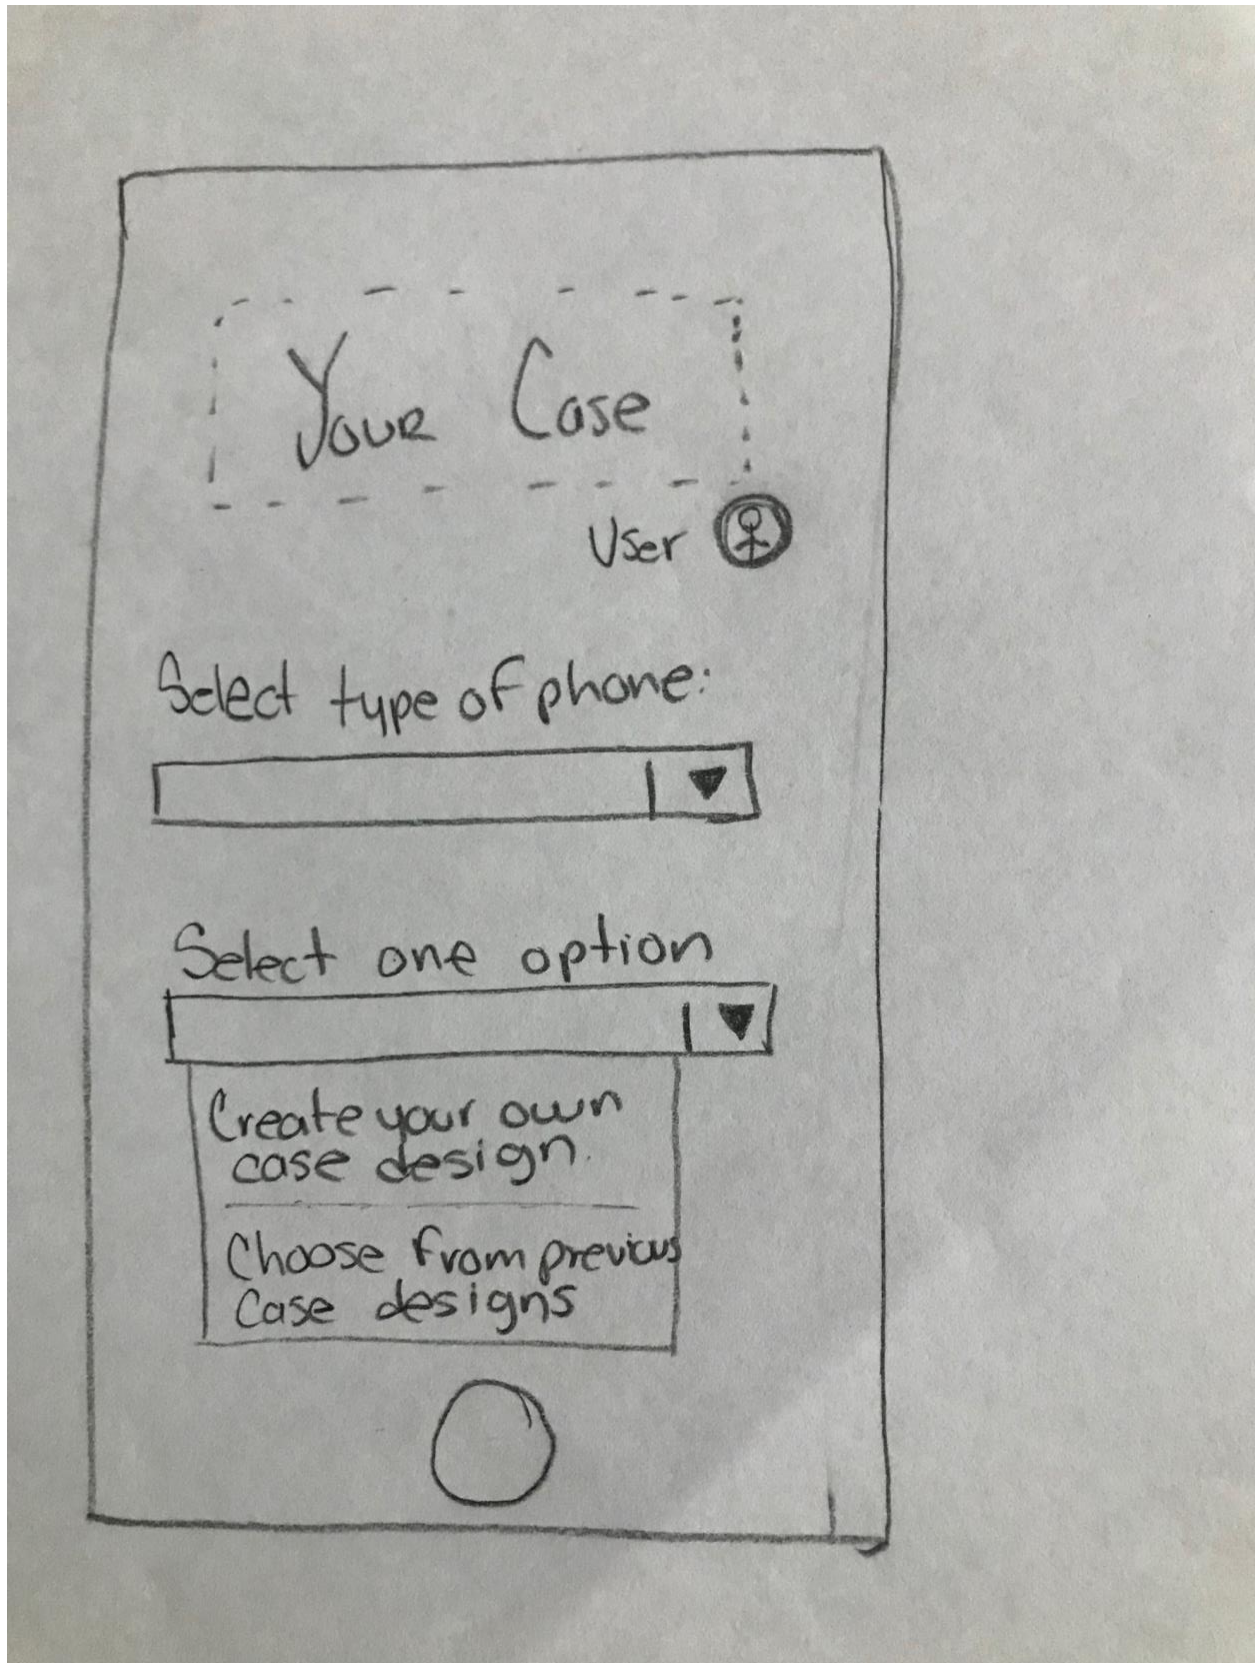 Your Case
User
Select type of phone:
Select one option
Create your own
case design.
Choose from previous
Case designs